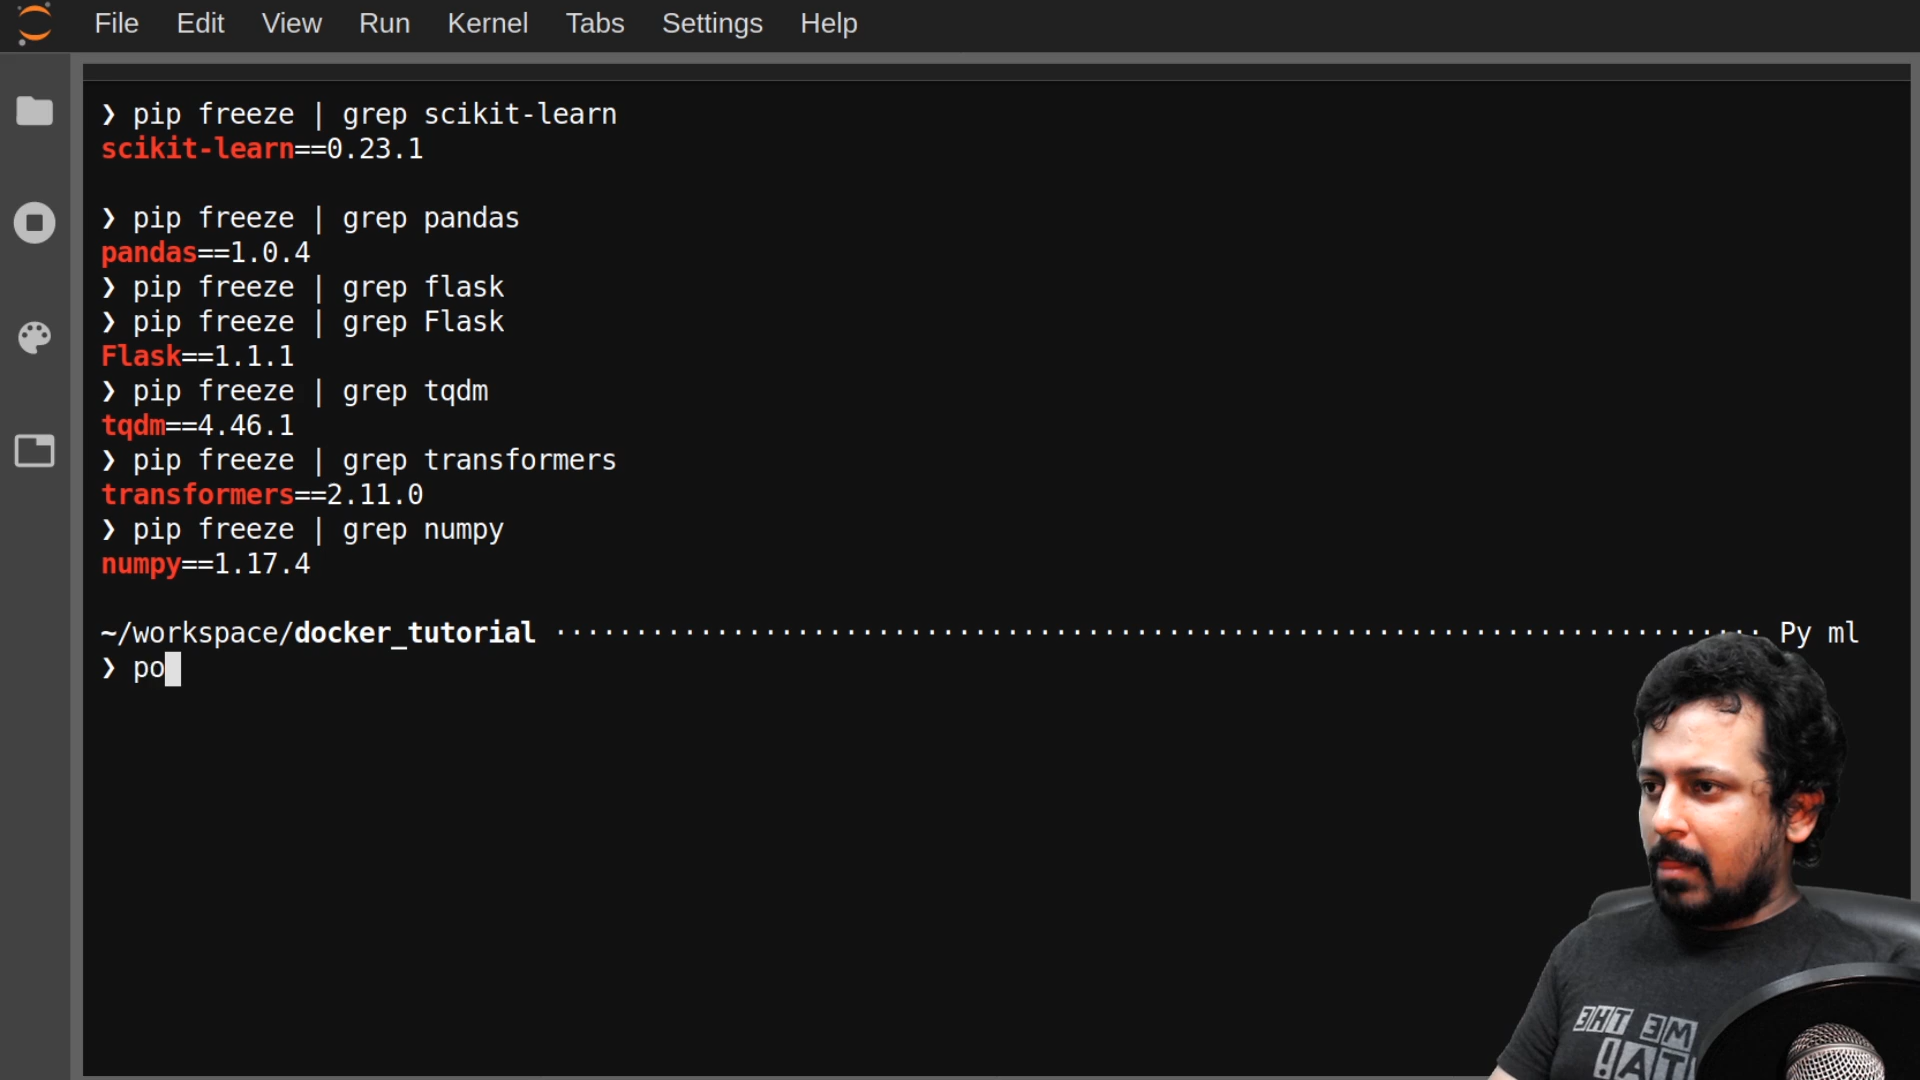 File Edit View Run Kernel Tabs Settings Help
❯ pip freeze | grep scikit-learn
scikit-learn==0.23.1
❯ pip freeze | grep pandas
pandas==1.0.4
❯ pip freeze | grep flask
❯ pip freeze | grep Flask
Flask==1.1.1
❯ pip freeze | grep tqdm
tqdm==4.46.1
❯ pip freeze | grep transformers
transformers==2.11.0
❯ pip freeze | grep numpy
numpy==1.17.4
~/workspace/docker_tutorial Py ml
❯ po
ME THE